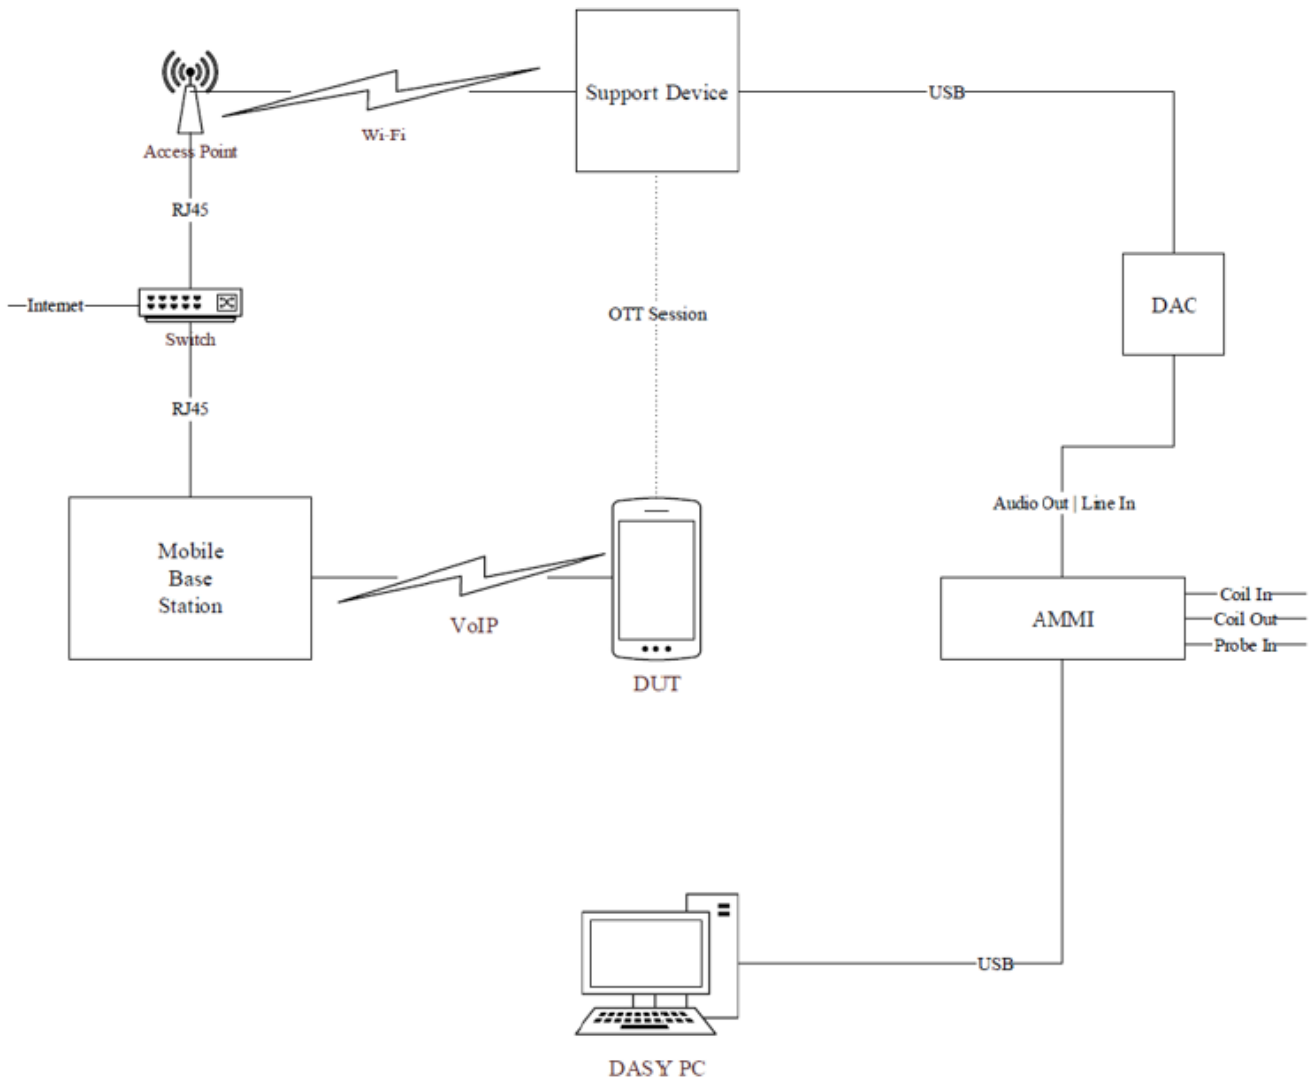 Support Device
USB
Wi-Fi
Access Point
RJ45
Internet
DAC
OTT Session
Switch
RJ45
Audio Out | Line In
Mobile
Base
Station
VoIP
Coil In
Coil Out
AMMI
Probe In
DUT
USB
DASY PC